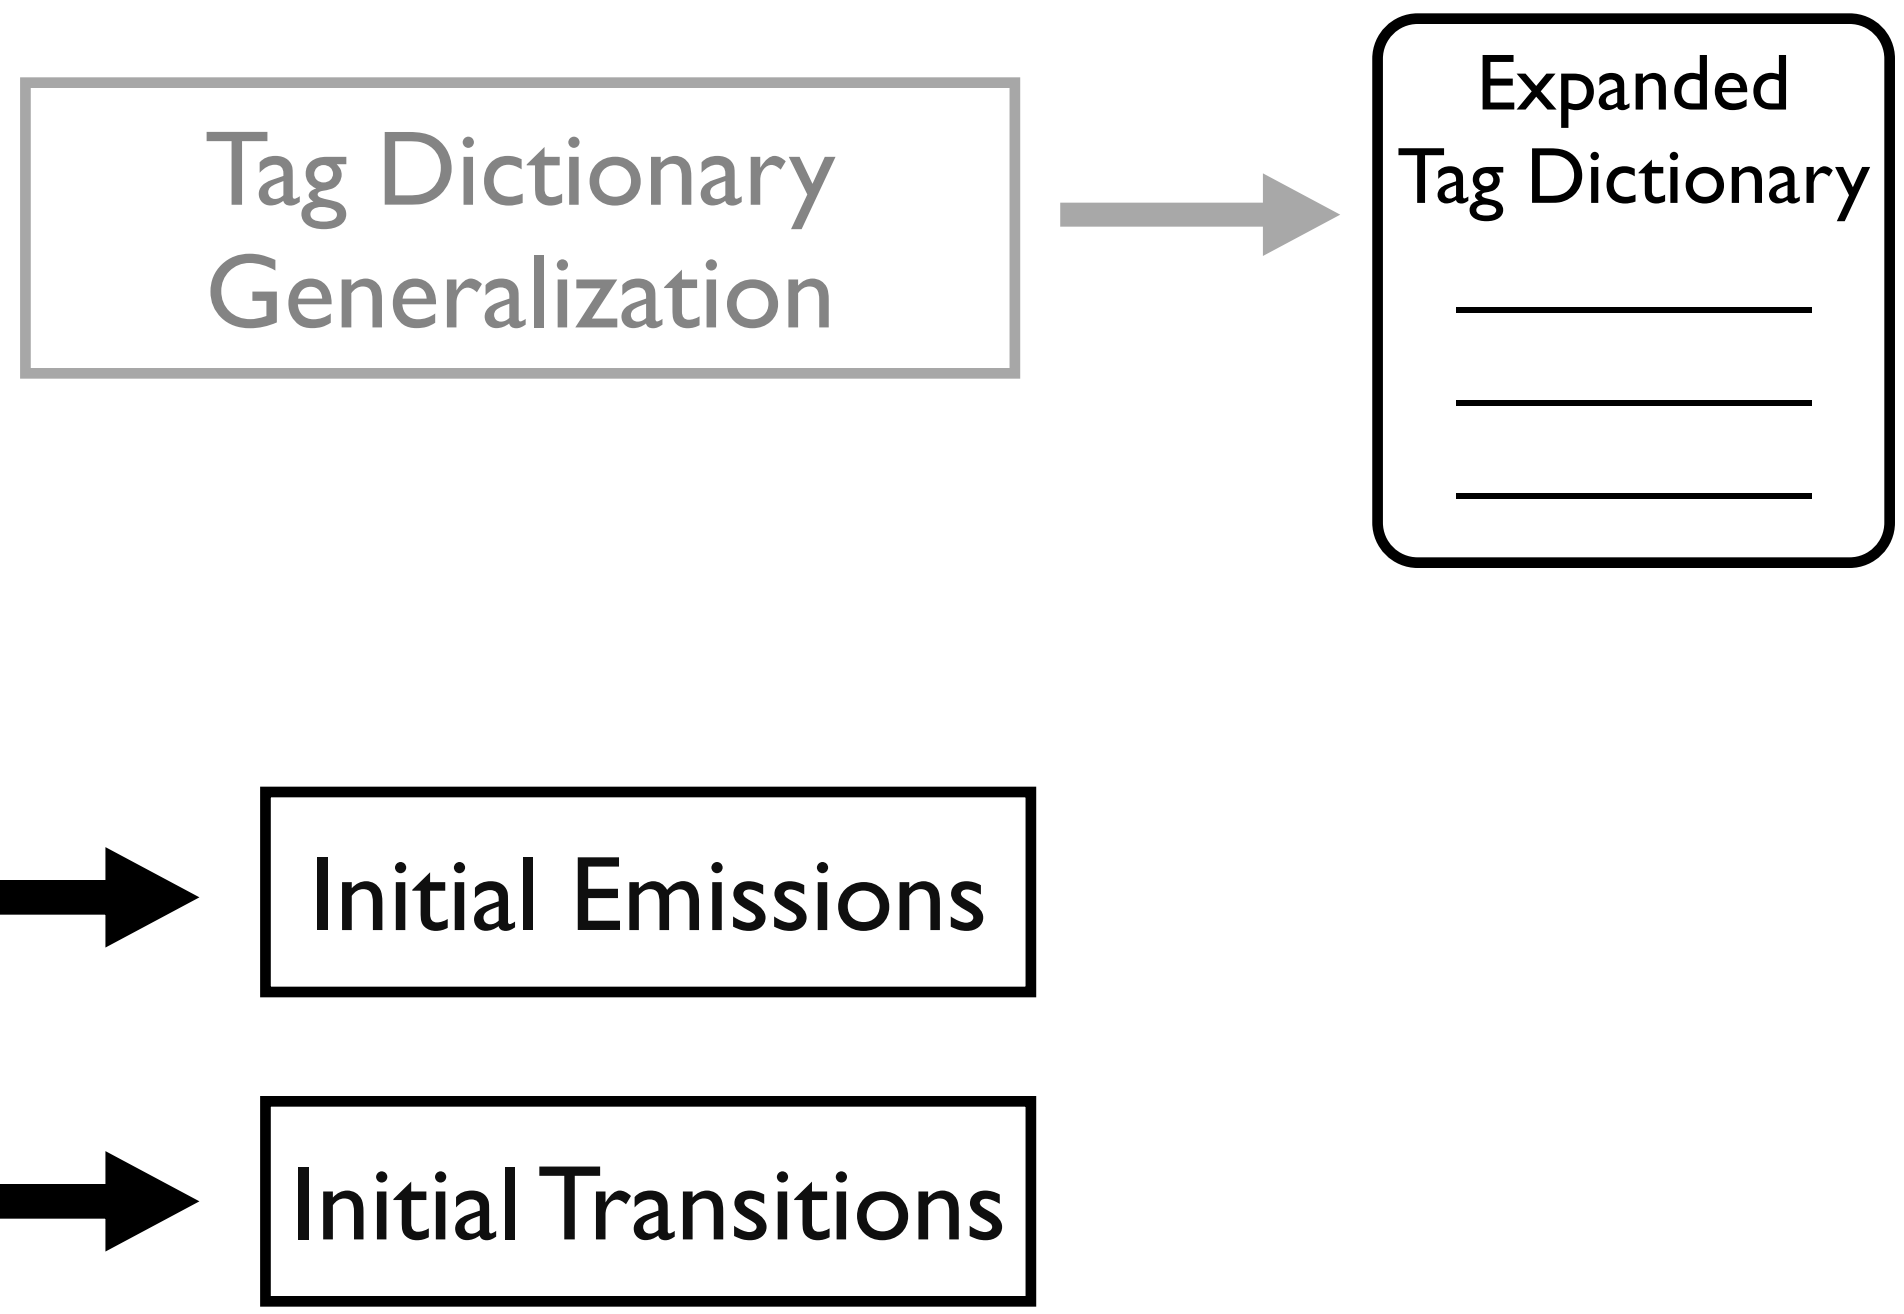 Tag Dictionary
Generalization
Expanded
Tag Dictionary
Initial Emissions
Initial Transitions